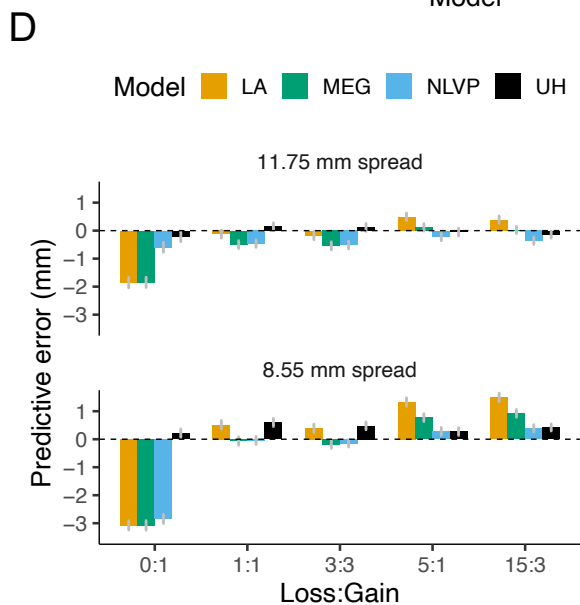 Model
D
Model LA MEG NLVP UH
11.75 mm spread
1
0
−1
−2
−3
8.55 mm spread
1
0
−1
−2
−3
Predictive error (mm)
0:1 1:1 3:3 5:1 15:3
Loss:Gain